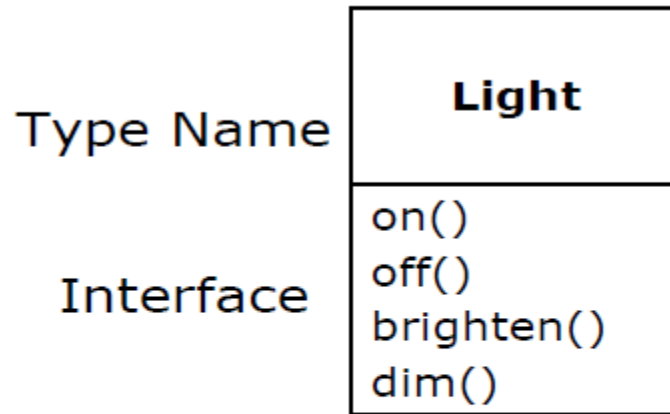 Type Name
Light
Interface
on()
off()
brighten()
dim()